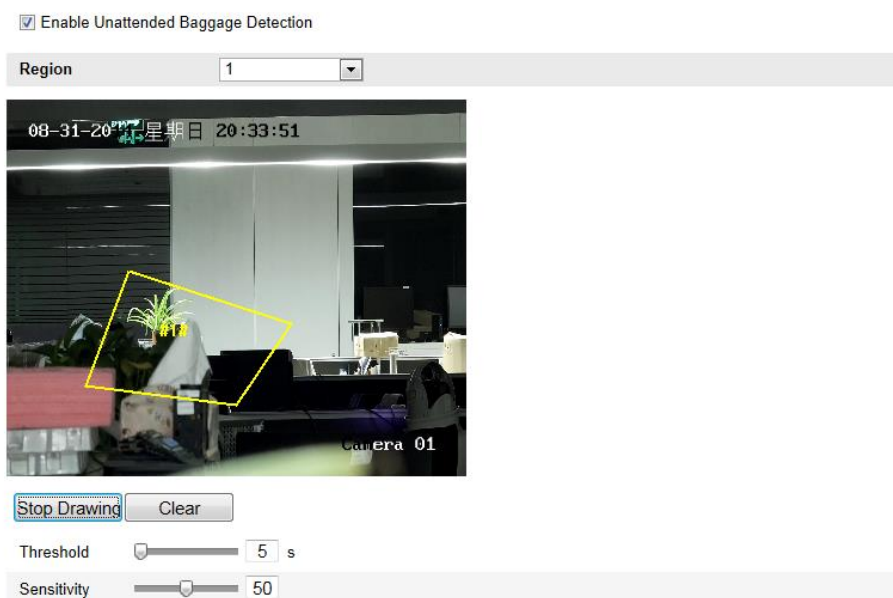 Enable Unattended Baggage Detection
Region 1
08-31-20 星期日 20:33:51
#1#
Camera 01
Stop Drawing Clear
Threshold 5 s
Sensitivity 50